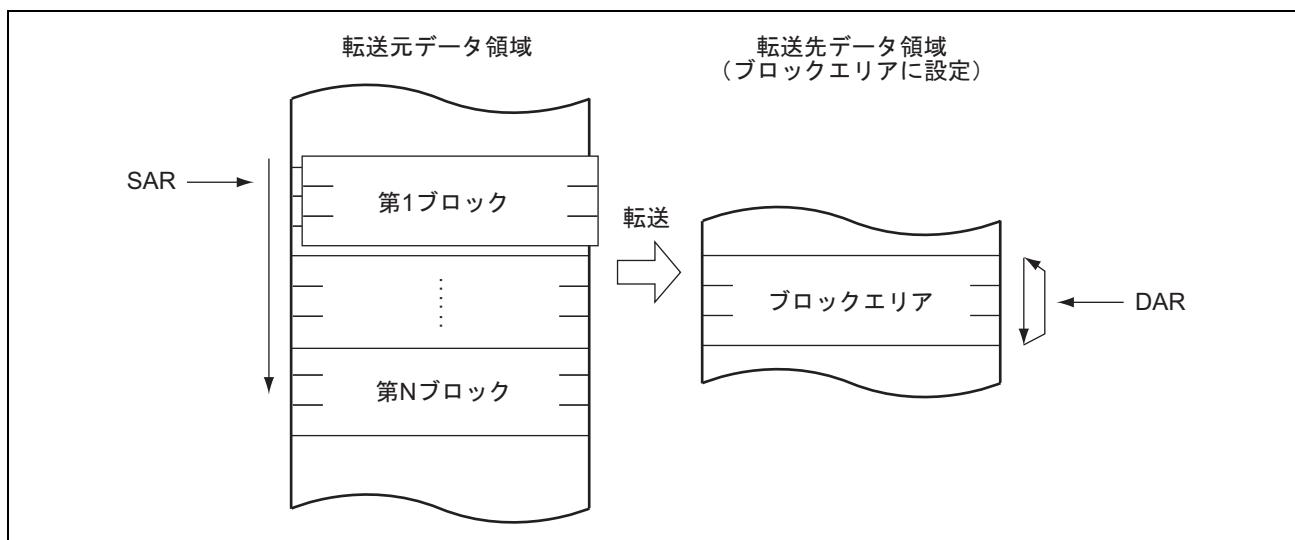 転送元データ領域
転送先データ領域
（ブロックエリアに設定）
SAR
第1ブロック
転送
ブロックエリア
DAR
第Nブロック